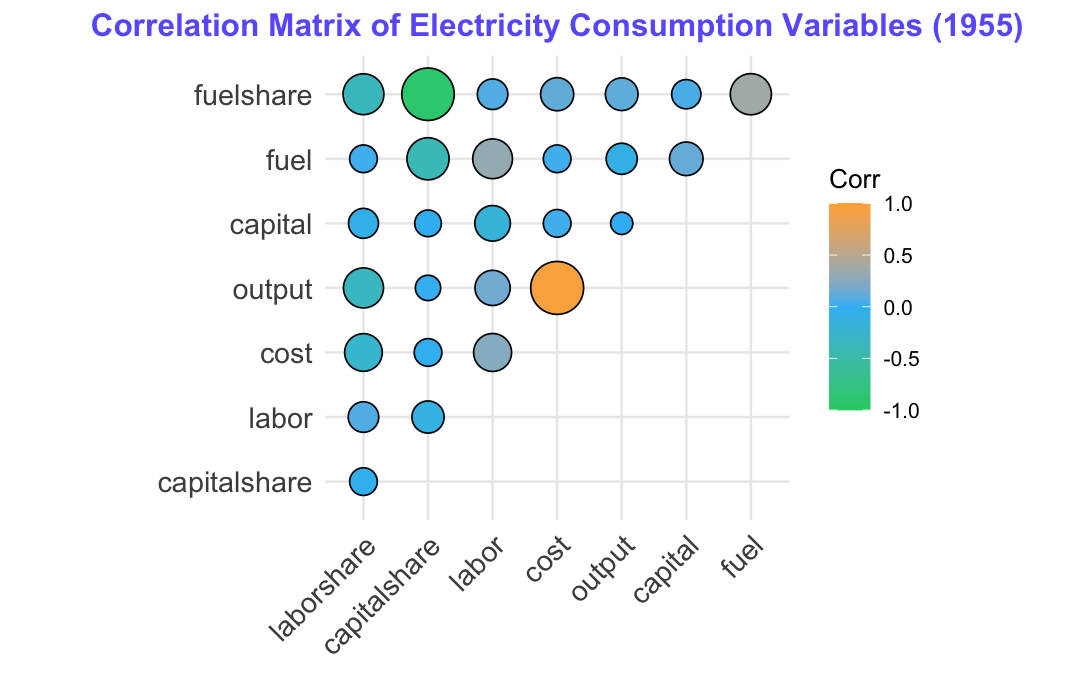 Correlation Matrix of Electricity Consumption Variables (1955)
fuelshare
fuel
capital
output
cost
labor
capitalshare
laborshare
capitalshare
labor
cost
output
capital
fuel
Corr
1.0
0.5
0.0
-0.5
-1.0